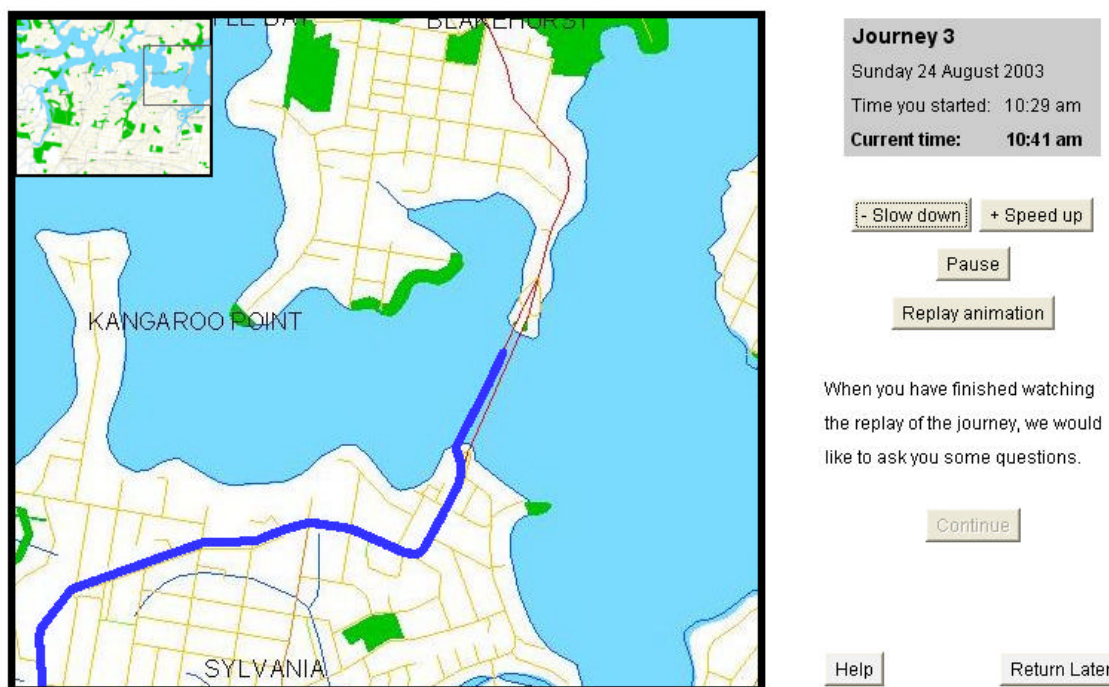 PLE BAY
BLAKEHURST
KANGAROO POINT
SYLVANIA
Journey 3
Sunday 24 August 2003
Time you started: 10:29 am
Current time: 10:41 am
- Slow down
+ Speed up
Pause
Replay animation
When you have finished watching
the replay of the journey, we would
like to ask you some questions.
Continue
Help
Return Later